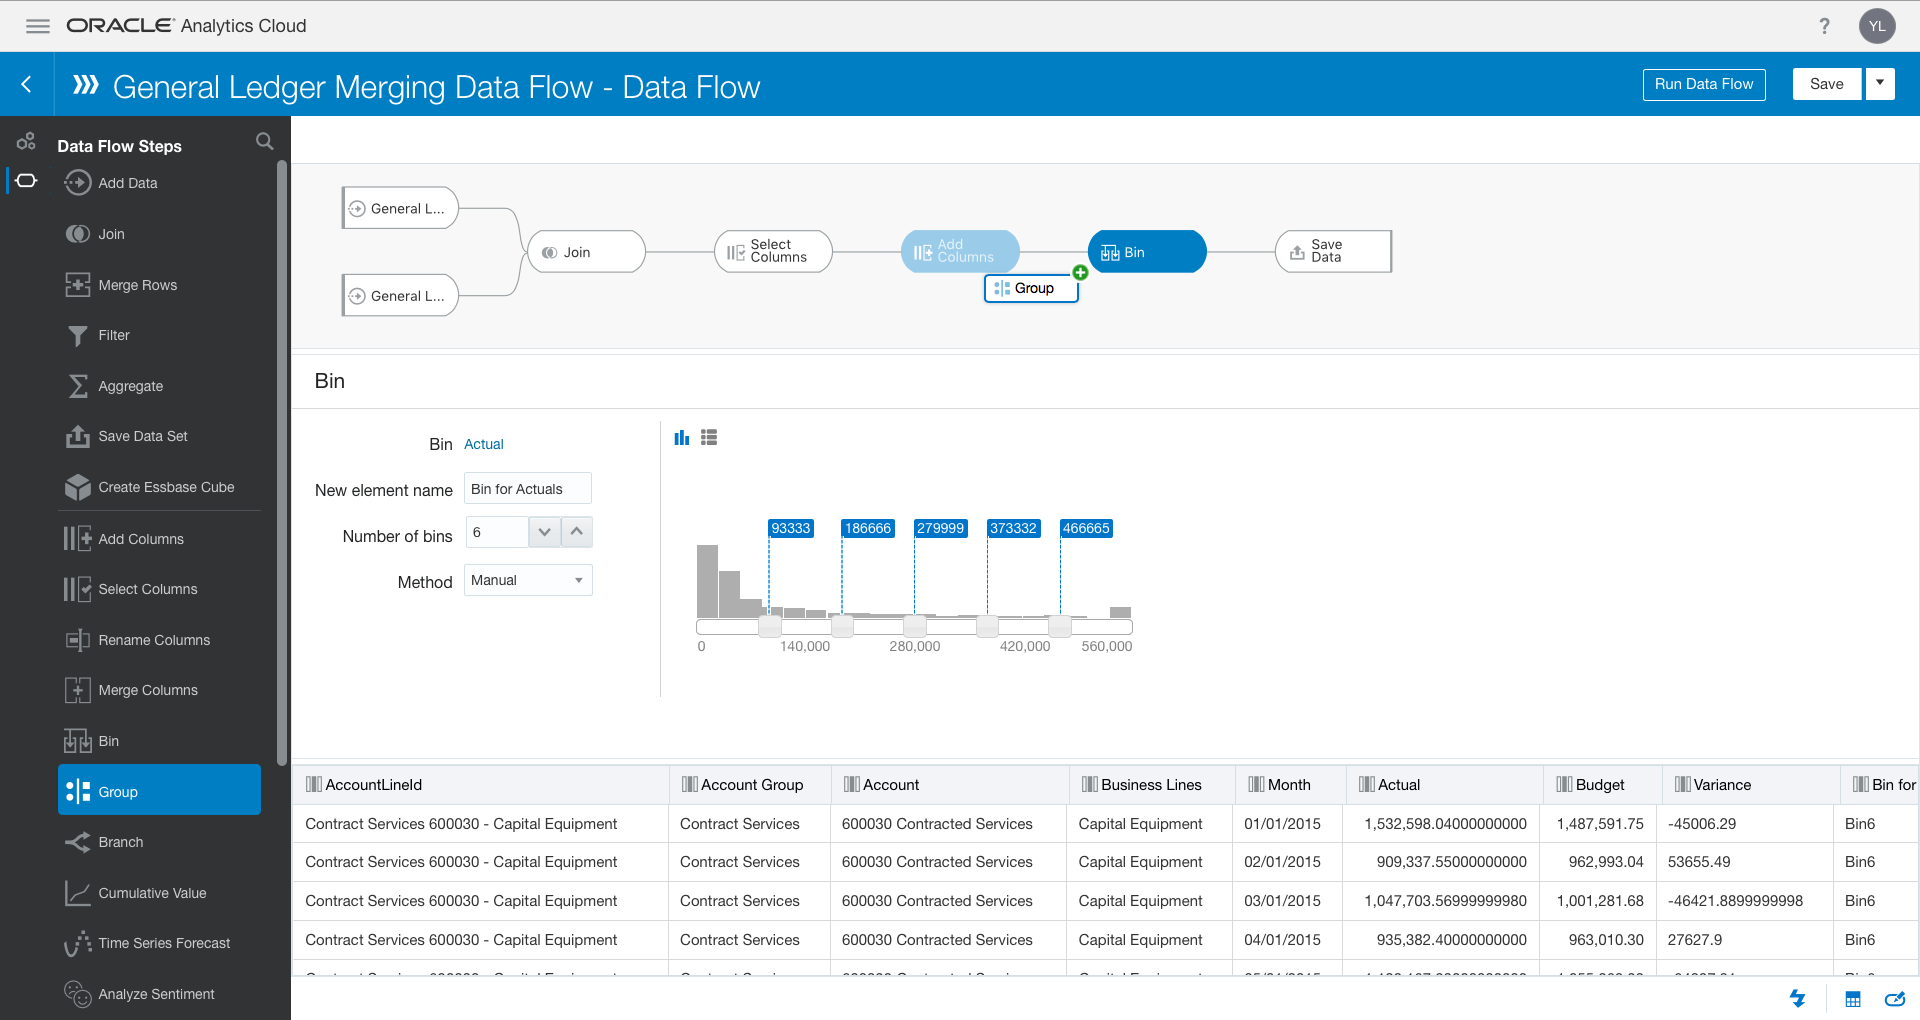 ORACLE Analytics Cloud
?
YL
General Ledger Merging Data Flow - Data Flow
Run Data Flow
Save
Data Flow Steps
Add Data
Join
Merge Rows
Filter
Aggregate
Save Data Set
Create Essbase Cube
Add Columns
Select Columns
Rename Columns
Merge Columns
Bin
Group
Branch
Cumulative Value
Time Series Forecast
Analyze Sentiment
General L...
General L...
Join
Select
Columns
Add
Columns
Group
Bin
Save
Data
Bin
Bin Actual
New element name Bin for Actuals
Number of bins 6
Method Manual
93333 186666 279999 373332 466665
0 140,000 280,000 420,000 560,000
AccountLineId Account Group Account Business Lines Month Actual Budget Variance Bin for
Contract Services 600030 - Capital Equipment Contract Services 600030 Contracted Services Capital Equipment 01/01/2015 1,532,598.04000000000 1,487,591.75 -45006.29 Bin6
Contract Services 600030 - Capital Equipment Contract Services 600030 Contracted Services Capital Equipment 02/01/2015 909,337.55000000000 962,993.04 53655.49 Bin6
Contract Services 600030 - Capital Equipment Contract Services 600030 Contracted Services Capital Equipment 03/01/2015 1,047,703.56999999980 1,001,281.68 -46421.8899999998 Bin6
Contract Services 600030 - Capital Equipment Contract Services 600030 Contracted Services Capital Equipment 04/01/2015 935,382.40000000000 963,010.30 27627.9 Bin6